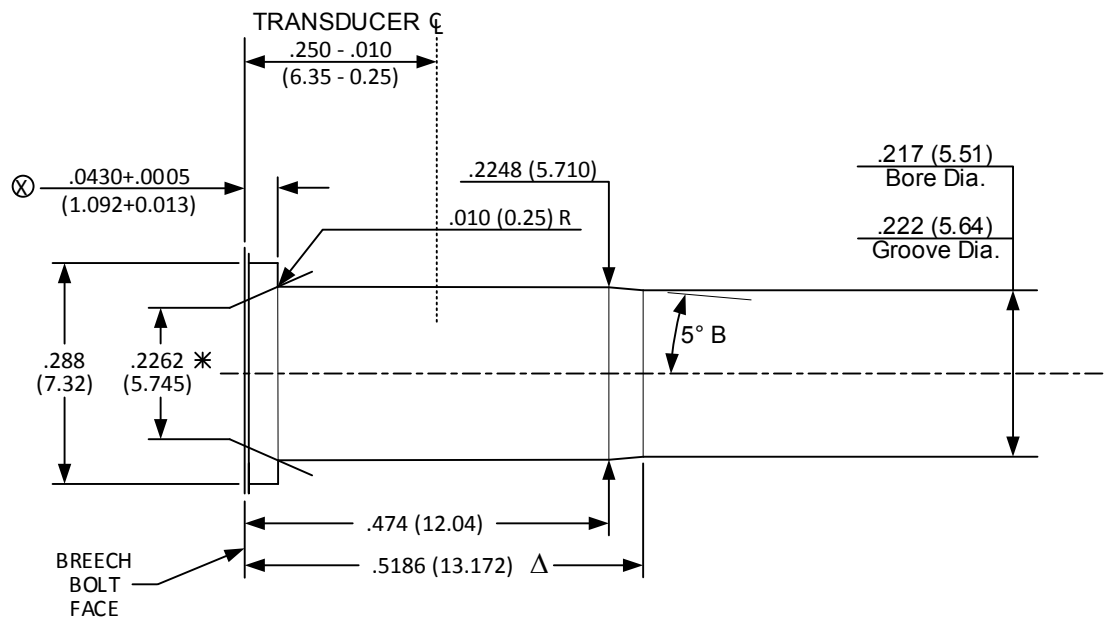 TRANSDUCER ℄
.250 - .010
(6.35 - 0.25)
Ⓧ .0430+.0005
(1.092+0.013)
.2248 (5.710)
.010 (0.25) R
.217 (5.51)
Bore Dia.
.222 (5.64)
Groove Dia.
5° B
.288
(7.32)
.2262 ✳
(5.745)
.474 (12.04)
.5186 (13.172) Δ
BREECH
BOLT
FACE